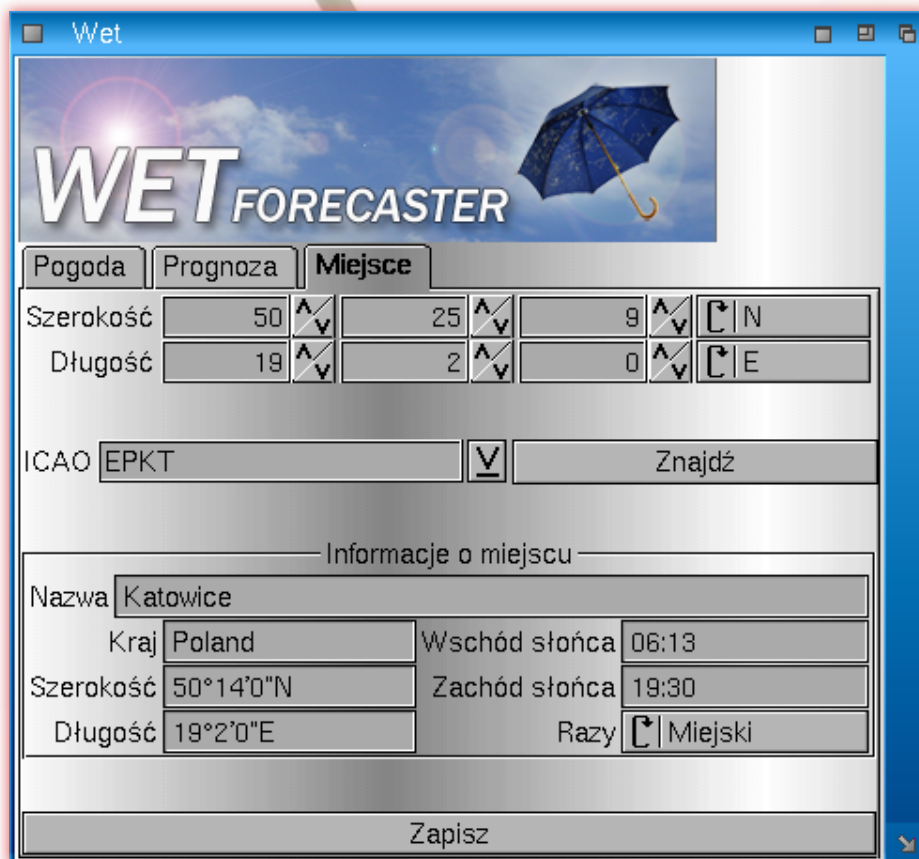 Wet
WET FORECASTER
Pogoda Prognoza Miejsce
Szerokość 50 25 9 N
Długość 19 2 0 E
ICAO EPKT Znajdź
Informacje o miejscu
Nazwa Katowice
Kraj Poland Wschód słońca 06:13
Szerokość 50°14'0"N Zachód słońca 19:30
Długość 19°2'0"E Razy Miejski
Zapisz